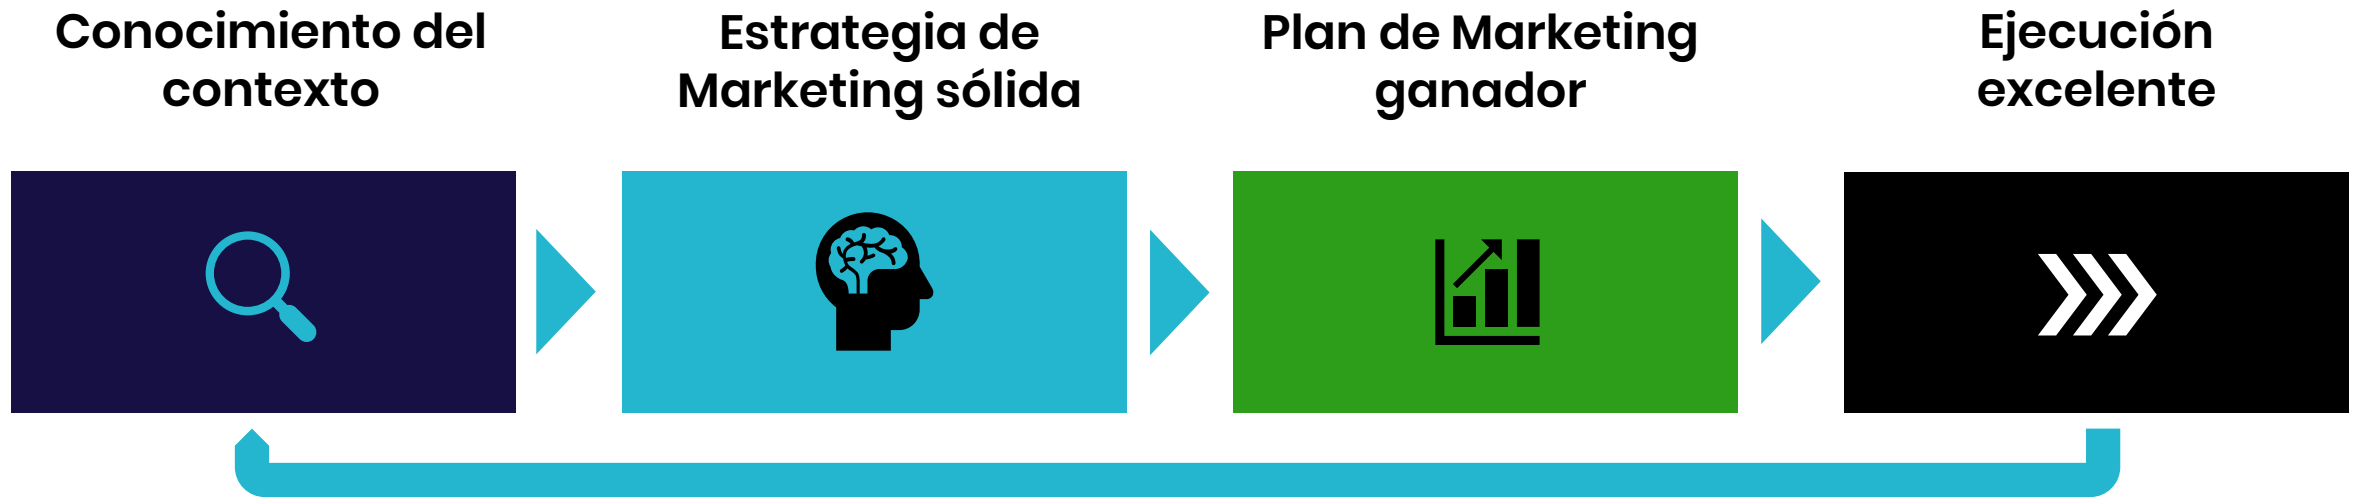 Conocimiento del
contexto
Estrategia de
Marketing sólida
Plan de Marketing
ganador
Ejecución
excelente